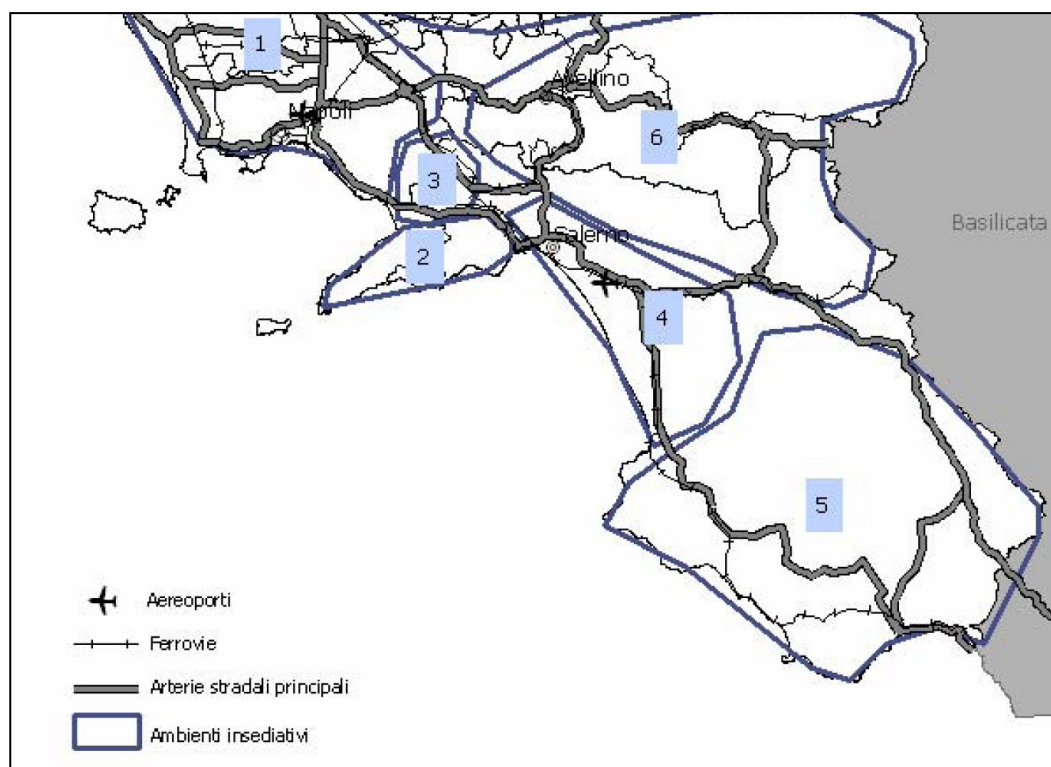 1
Avellino
Napoli
6
3
Basilicata
2
Salerno
4
5
Aereoporti
Ferrovie
Arterie stradali principali
Ambienti insediativi